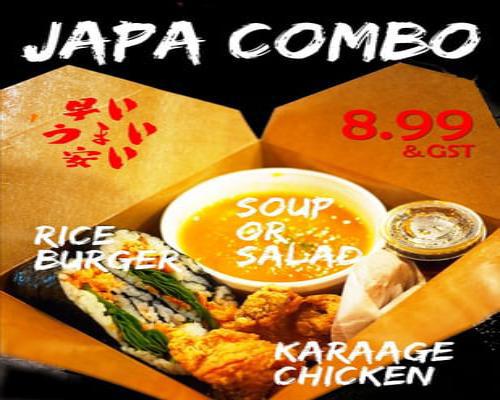 JAPA COMBO
早い
うまい
安い
8.99
& GST
SOUP
OR
SALAD
RICE
BURGER
KARAAGE
CHICKEN